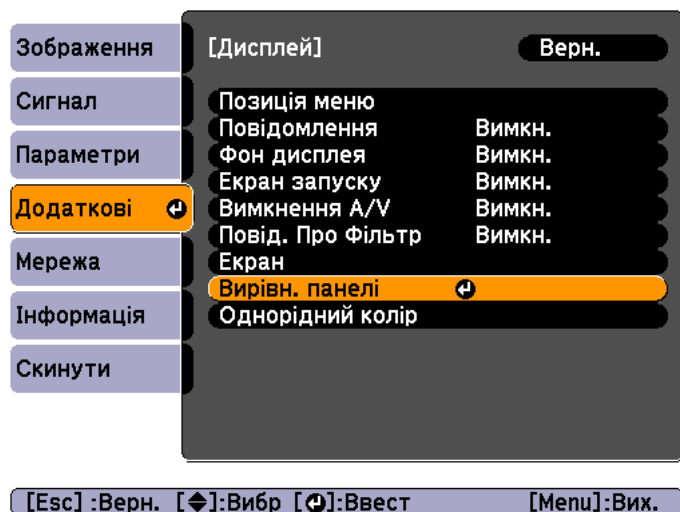 Зображення
Сигнал
Параметри
Додаткові
Мережа
Інформація
Скинути
[Дисплей] Верн.
Позиція меню
Повідомлення Вимкн.
Фон дисплея Вимкн.
Екран запуску Вимкн.
Вимкнення A/V Вимкн.
Повід. Про Фільтр Вимкн.
Екран
Вирівн. панелі
Однорідний колір
[Esc] :Верн. [◆]:Вибр [⏎]:Ввест [Menu]:Вих.